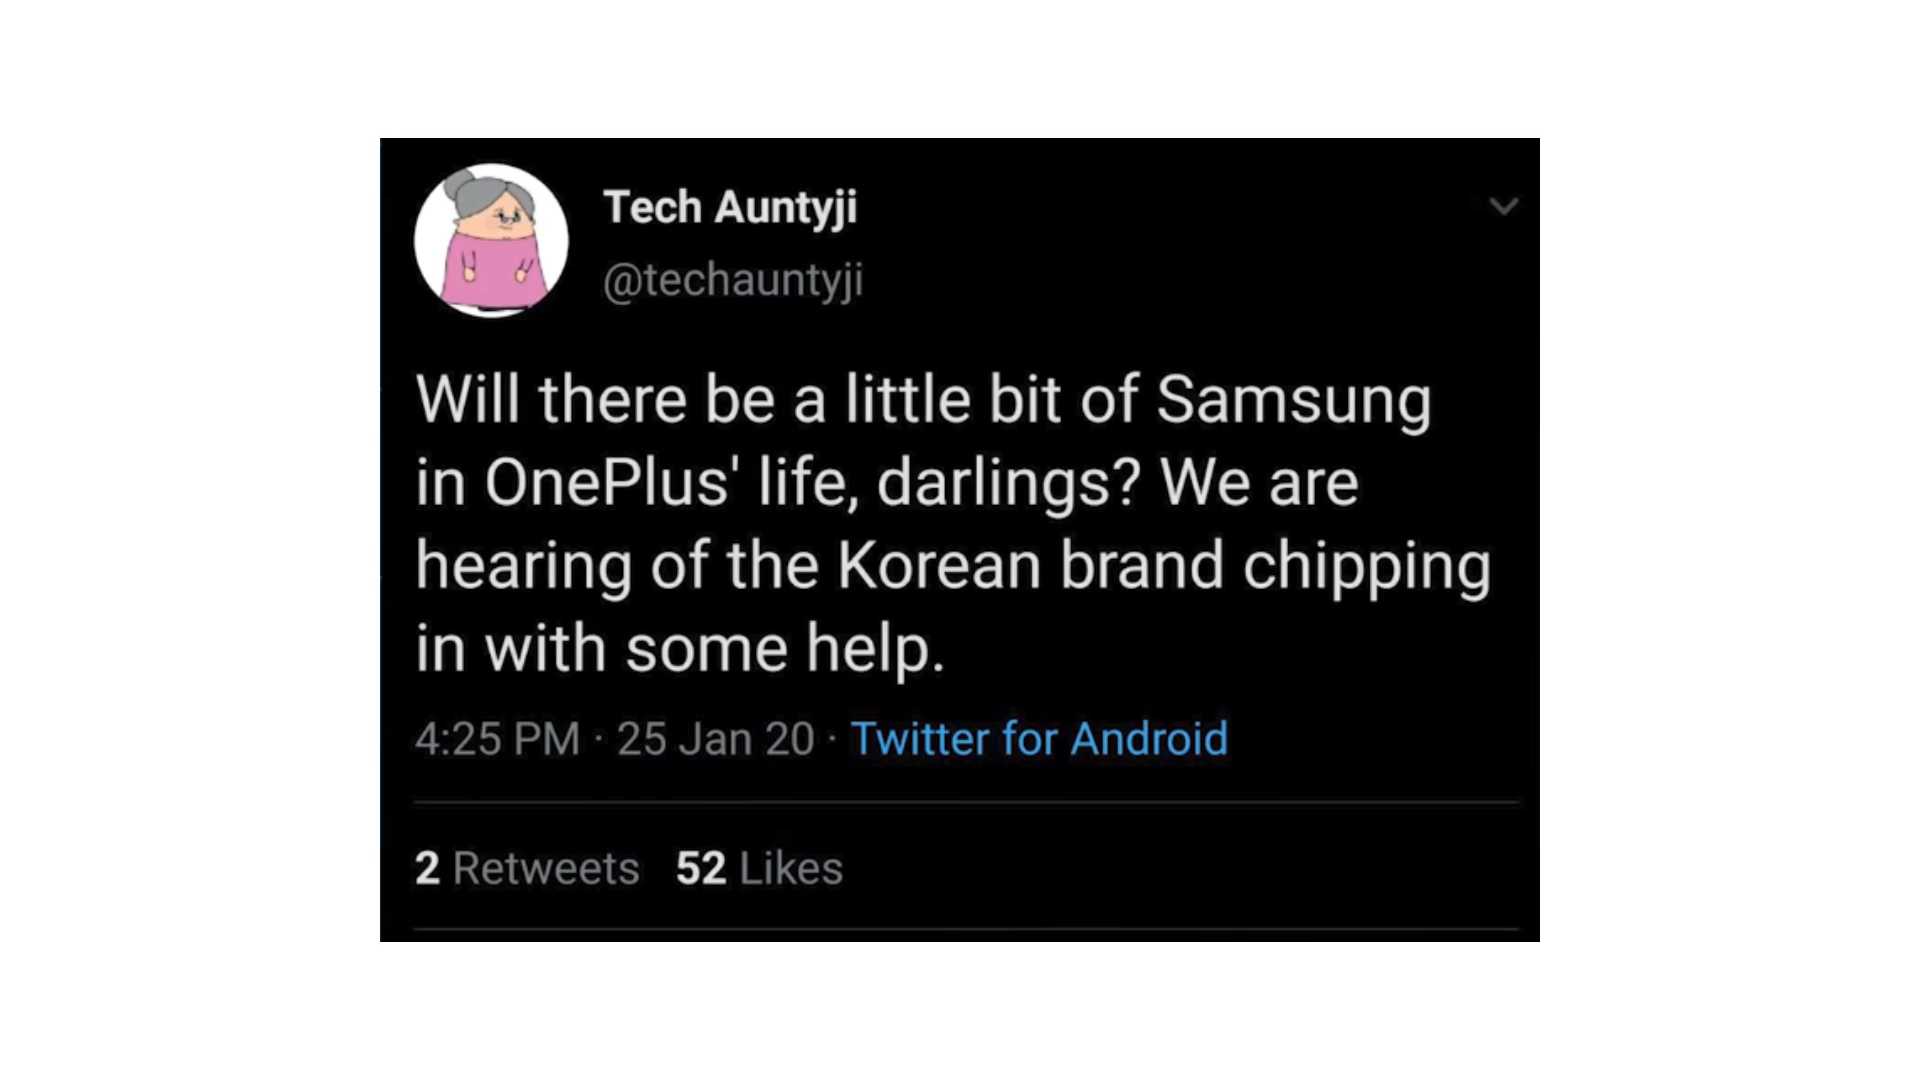 Tech Auntyji
@techauntyji
Will there be a little bit of Samsung
in OnePlus' life, darlings? We are
hearing of the Korean brand chipping
in with some help.
4:25 PM · 25 Jan 20 · Twitter for Android
2 Retweets 52 Likes